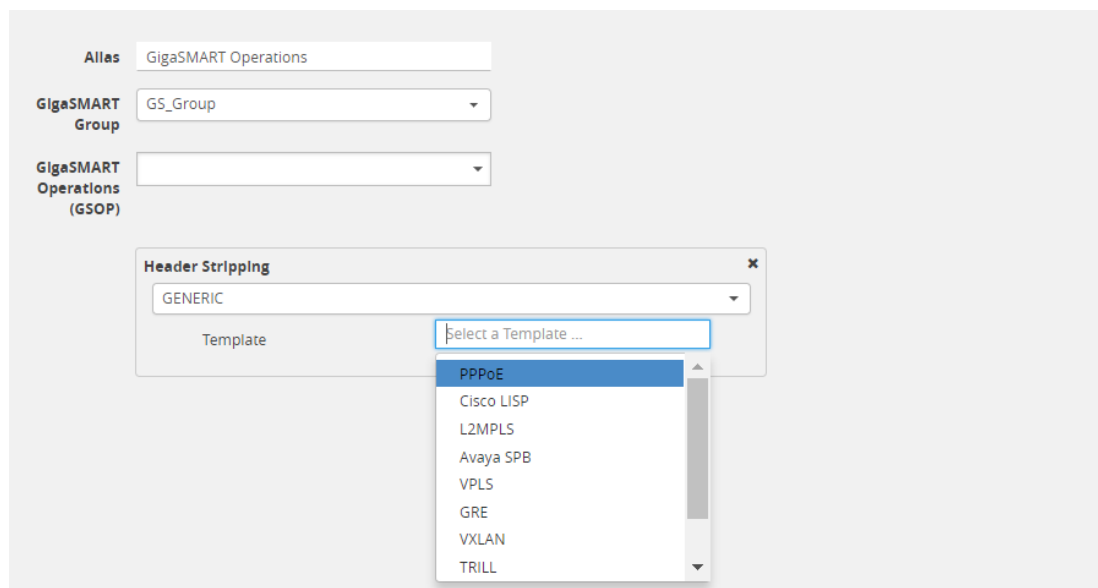 Alias GigaSMART Operations
GigaSMART Group GS_Group
GigaSMART Operations (GSOP)
Header Stripping ✖
GENERIC
Template Select a Template ...
PPPoE
Cisco LISP
L2MPLS
Avaya SPB
VPLS
GRE
VXLAN
TRILL